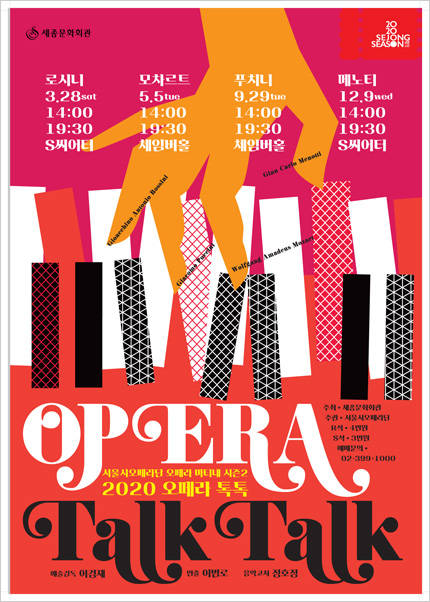 세종문화회관
2020
SEJONG
SEASON
로시니
3.28sat
14:00
19:30
S씨어터
모차르트
5.5tue
14:00
19:30
체임버홀
푸치니
9.29tue
14:00
19:30
체임버홀
메노티
12.9wed
14:00
19:30
S씨어터
Gioacchino Antonio Rossini
Giacomo Puccini
Wolfgang Amadeus Mozart
Gian Carlo Menotti
OPERA
주최 • 세종문화회관
주관 • 서울시오페라단
R석 • 4만원
S석 • 3만원
예매문의 •
02-399-1000
서울시오페라단 오페라 마티네 시즌2
2020 오페라 톡톡
Talk Talk
예술감독 이경재 연출 이범로 음악코치 정호정